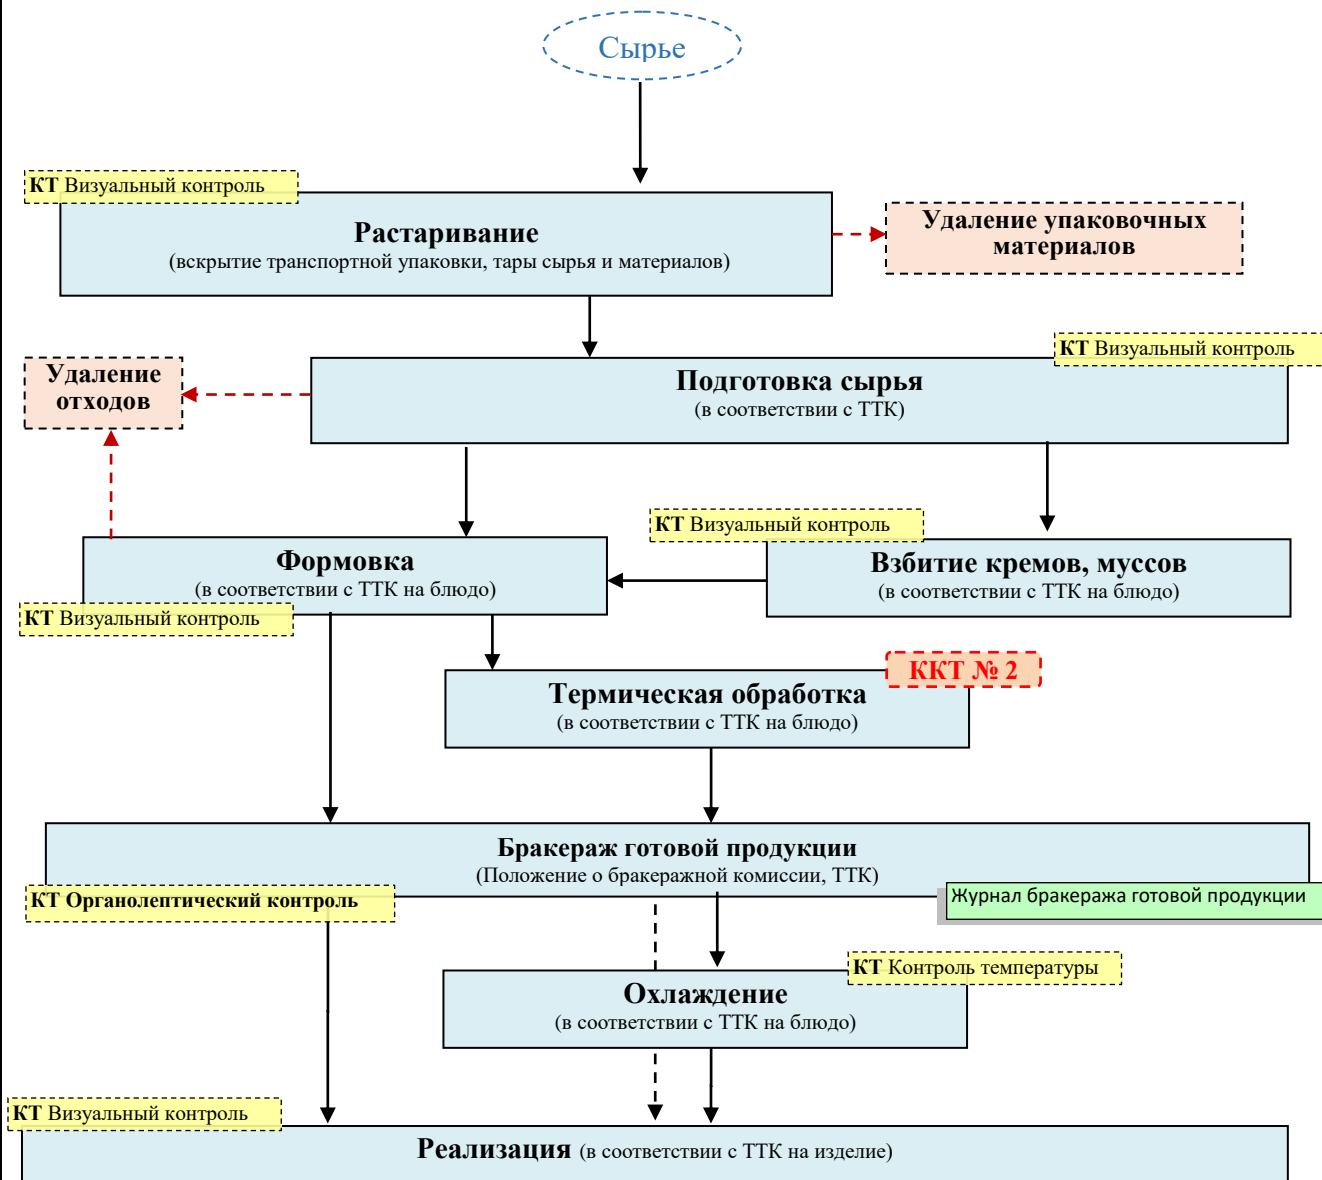 Сырье
КТ Визуальный контроль
Растаривание
(вскрытие транспортной упаковки, тары сырья и материалов)
Удаление упаковочных
материалов
КТ Визуальный контроль
Удаление
отходов
Подготовка сырья
(в соответствии с ТТК)
КТ Визуальный контроль
Формовка
(в соответствии с ТТК на блюдо)
КТ Визуальный контроль
Взбитие кремов, муссов
(в соответствии с ТТК на блюдо)
ККТ № 2
Термическая обработка
(в соответствии с ТТК на блюдо)
Бракераж готовой продукции
(Положение о бракеражной комиссии, ТТК)
КТ Органолептический контроль
Журнал бракеража готовой продукции
КТ Контроль температуры
Охлаждение
(в соответствии с ТТК на блюдо)
КТ Визуальный контроль
Реализация (в соответствии с ТТК на изделие)